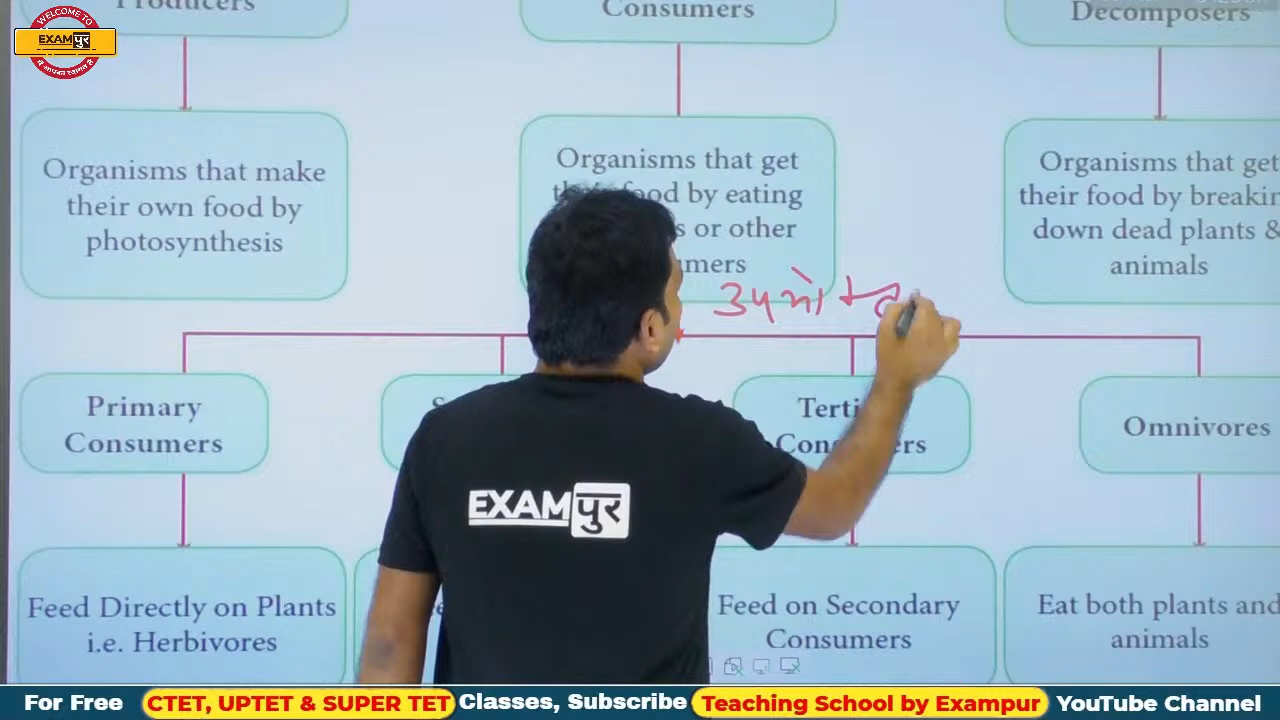 WELCOME TO
EXAMपुर
में आपका स्वागत है
Producers
Consumers
Decomposers
Organisms that make
their own food by
photosynthesis
Organisms that get
food by eating
or other
Organisms that get
their food by
down dead plants &
animals
उपभो
Primary
Consumers
Omnivores
Feed Directly on Plants
i.e. Herbivores
Feed on Secondary
Consumers
Eat both plants and
animals
EXAMपुर
For Free CTET, UPTET & SUPER TET Classes, Subscribe Teaching School by Exampur YouTube Channel